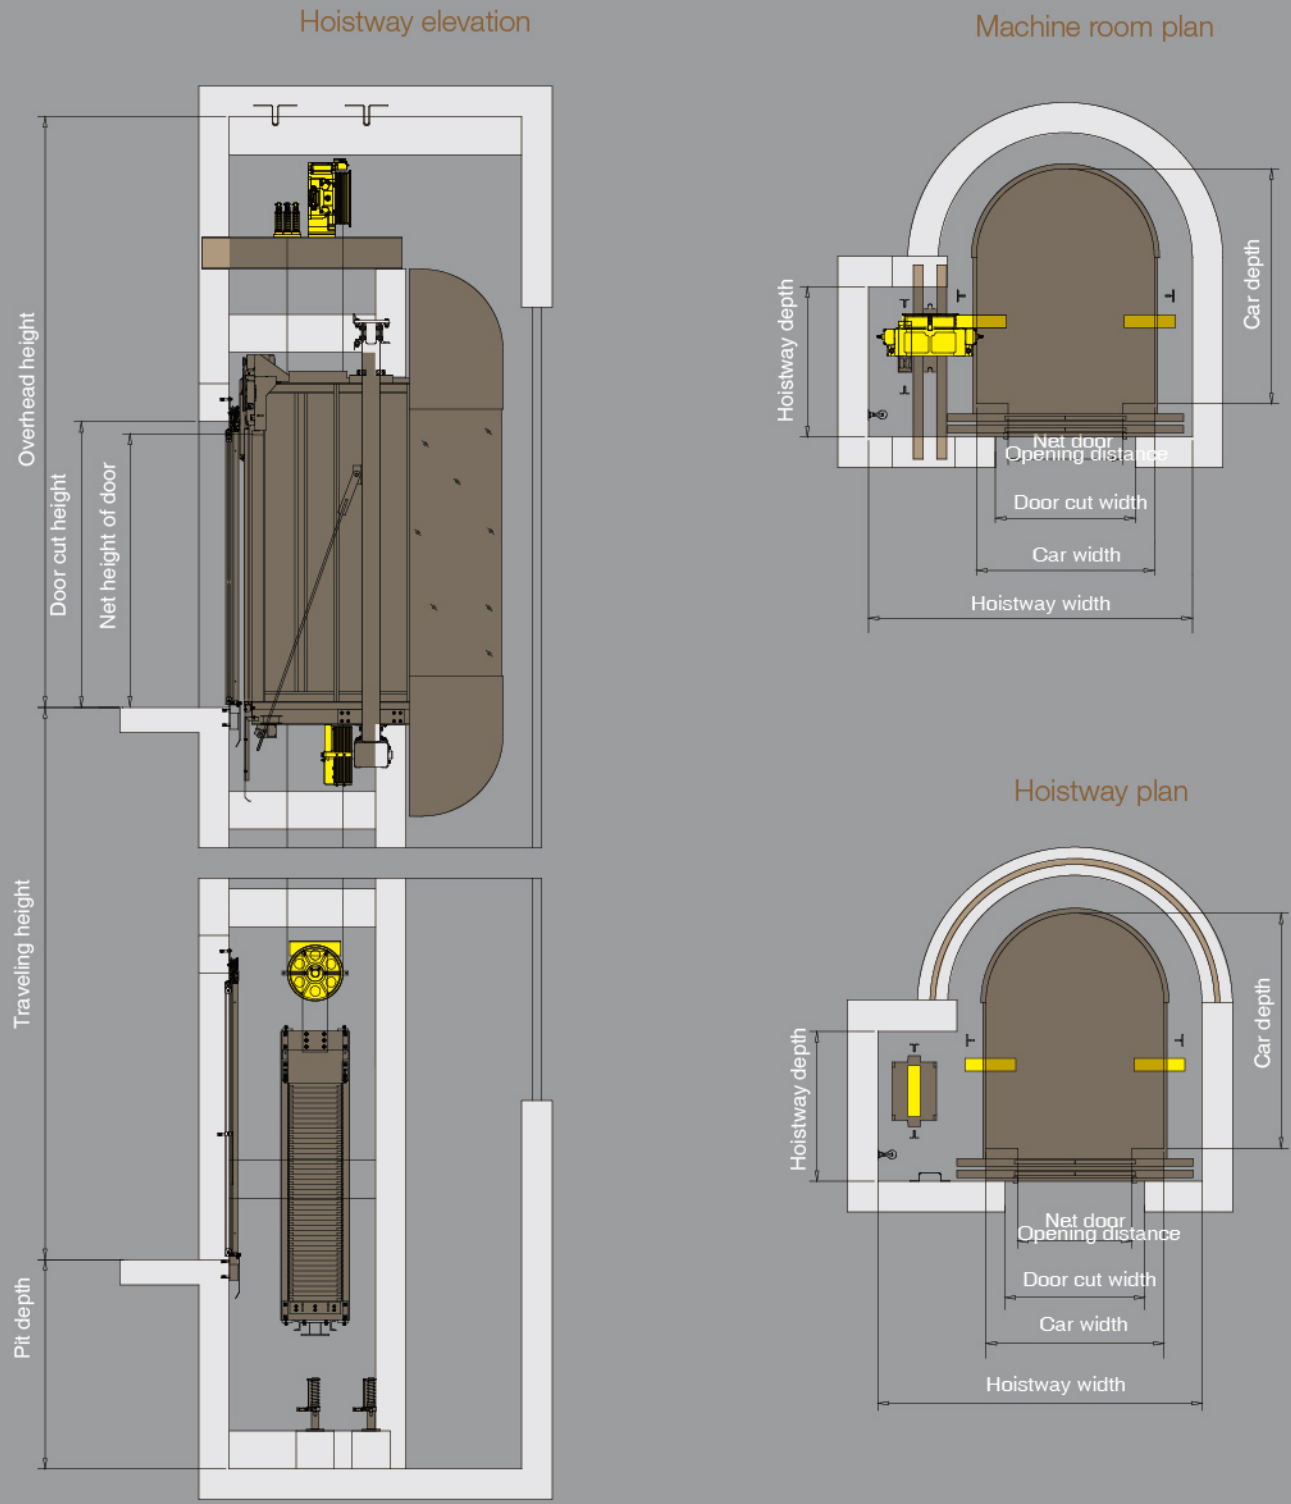 Hoistway elevation
Overhead height
Door cut height
Net height of door
Traveling height
Pit depth
Machine room plan
Hoistway depth
Car depth
Net door
Opening distance
Door cut width
Car width
Hoistway width
Hoistway plan
Hoistway depth
Car depth
Net door
Opening distance
Door cut width
Car width
Hoistway width